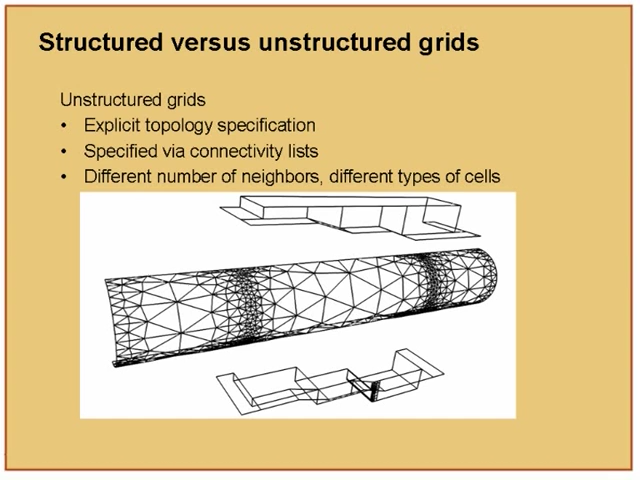 Structured versus unstructured grids
Unstructured grids
• Explicit topology specification
• Specified via connectivity lists
• Different number of neighbors, different types of cells